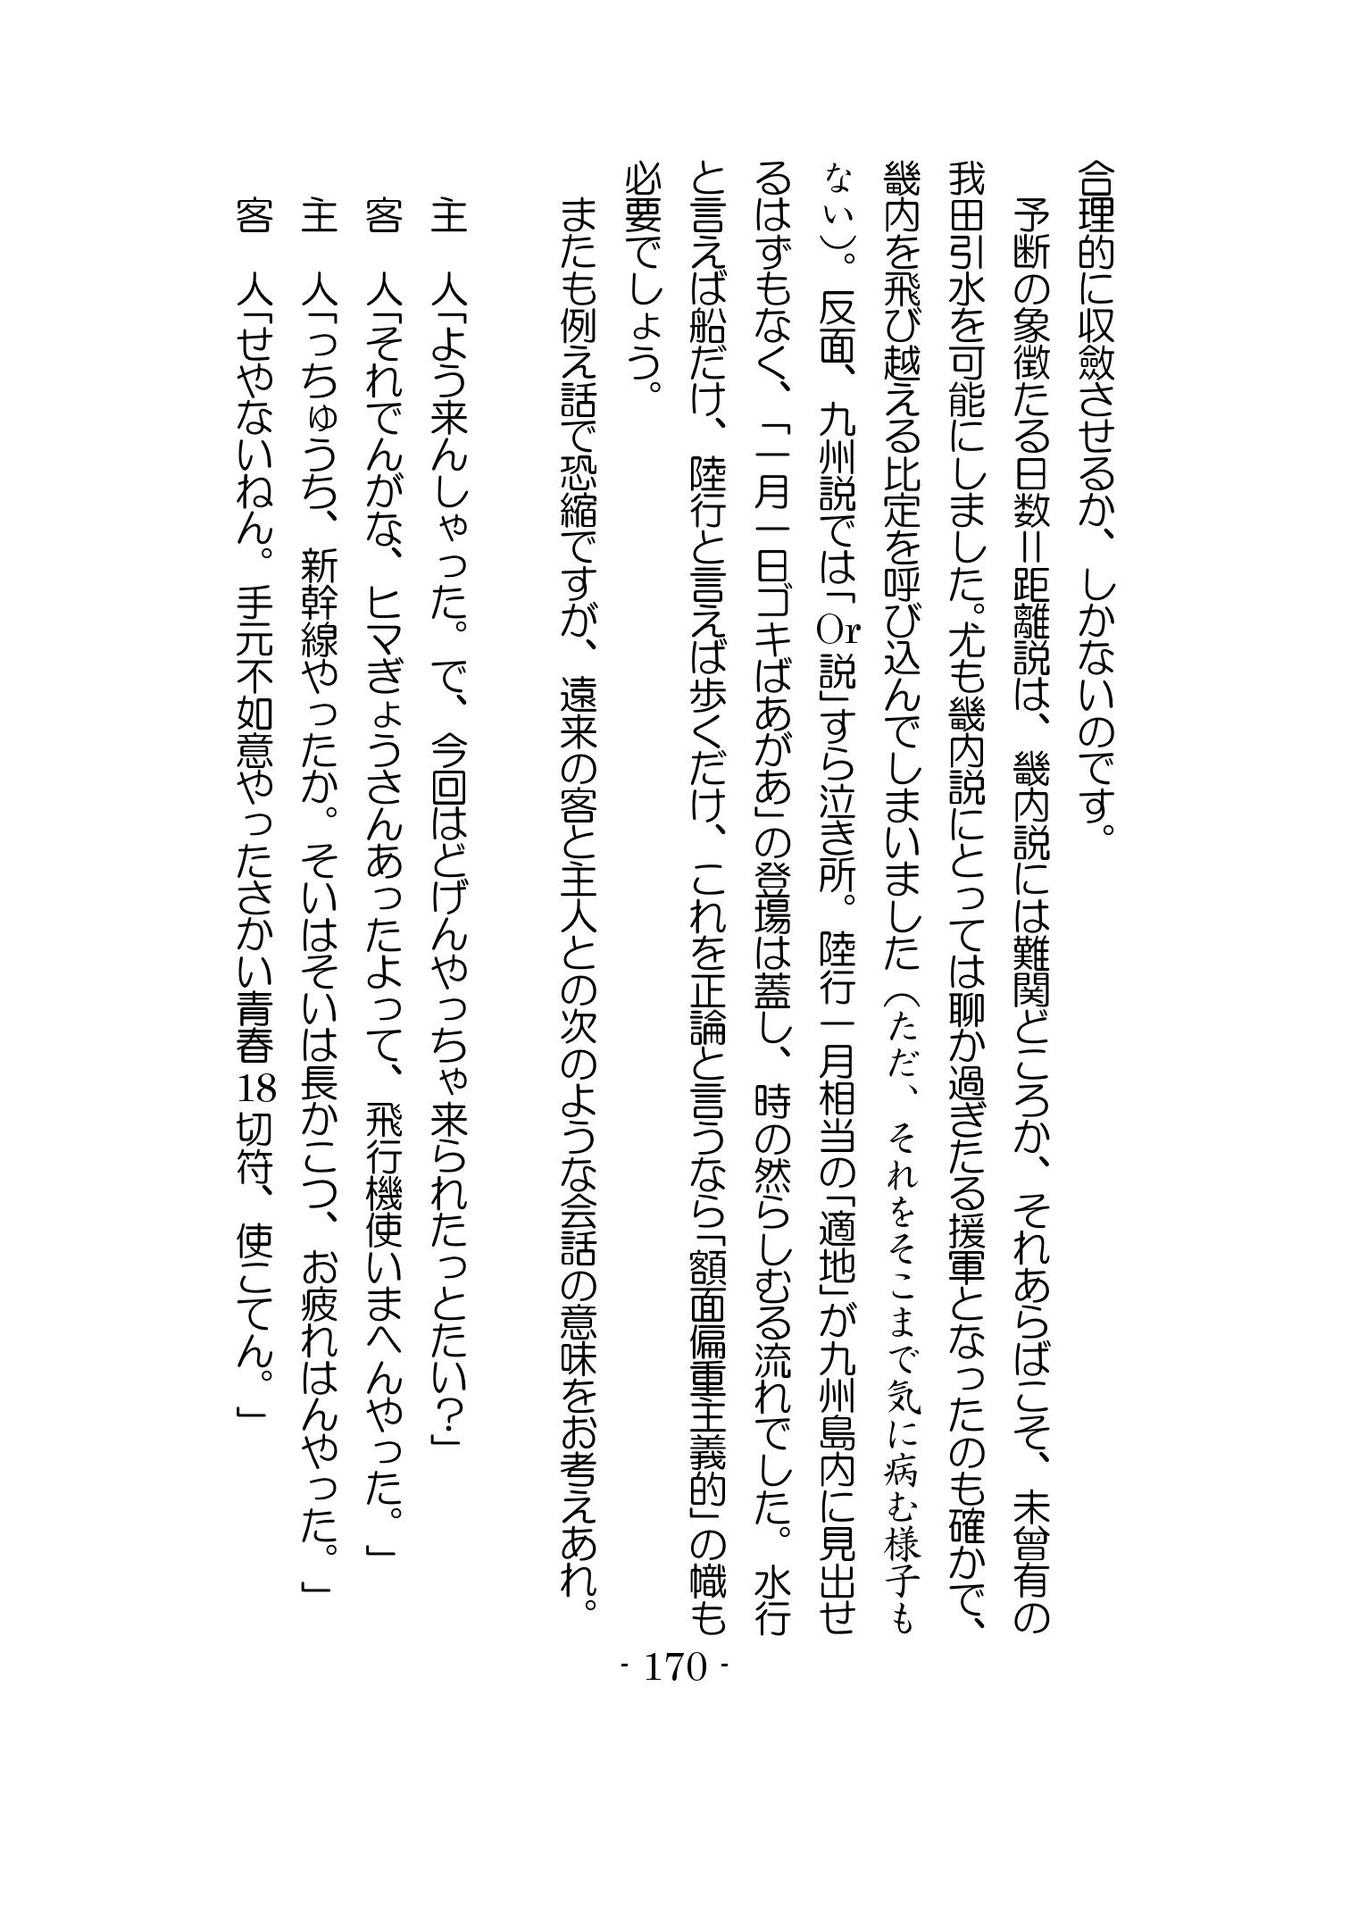 合理的に収斂させるか、しかないのです。
予断の象徴たる日数＝距離説は、畿内説には難関どころか、それあらばこそ、未曾有の
我田引水を可能にしました。尤も畿内説にとっては聊か過ぎたる援軍となったのも確かで、
畿内を飛び越える比定を呼び込んでしまいました（ただ、それをそこまで気に病む様子も
ない）。反面、九州説では「Or説」すら泣き所。陸行一月相当の「適地」が九州島内に見出せ
るはずもなく、「一月一日ゴキばあがあ」の登場は蓋し、時の然らしむる流れでした。水行
と言えば船だけ、陸行と言えば歩くだけ、これを正論と言うなら「額面偏重主義的」の幟も
必要でしょう。
またも例え話で恐縮ですが、遠来の客と主人との次のような会話の意味をお考えあれ。
主　人「よう来んしゃった。で、今回はどげんやっちゃ来られたっとたい？」
客　人「それでんがな、ヒマぎょうさんあったよって、飛行機使いまへんやった。」
主　人「っちゅうち、新幹線やったか。そいはそいは長かこつ、お疲れはんやった。」
客　人「せやないねん。手元不如意やったさかい青春18切符、使こてん。」
- 170 -